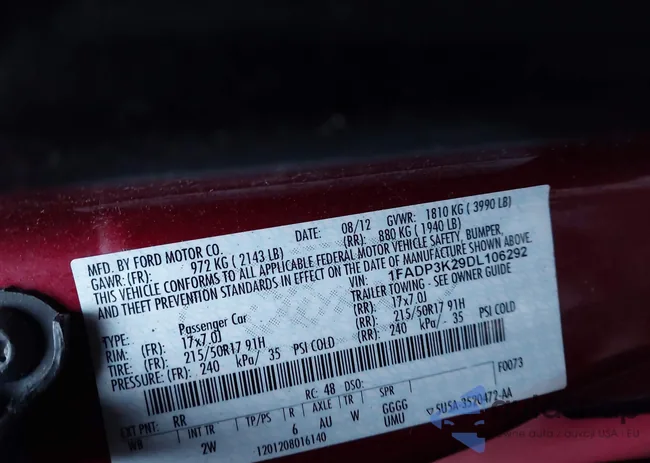 MFD. BY FORD MOTOR CO. DATE: 08/12 GVWR: 1810 KG ( 3990 LB)
GAWR: (FR): 972 KG ( 2143 LB) (RR): 880 KG ( 1940 LB)
THIS VEHICLE CONFORMS TO ALL APPLICABLE FEDERAL MOTOR VEHICLE SAFETY, BUMPER,
AND THEFT PREVENTION STANDARDS IN EFFECT ON THE DATE OF MANUFACTURE SHOWN ABOVE.
VIN: 1FADP3K29DL106292
TYPE: Passenger Car TRAILER TOWING - SEE OWNER GUIDE
RIM: (FR): 17x7.0J (RR): 17x7.0J
TIRE: (FR): 215/50R17 91H (RR): 215/50R17 91H
PRESSURE: (FR): 240 kPa/ 35 PSI COLD (RR): 240 kPa/- 35 PSI COLD
F0073
EXT PNT: RR RC: 48 DSO:
WB INT TR TP/PS R AXLE TR SPR
2W 6 AU W GGGG UMU
1201208016140